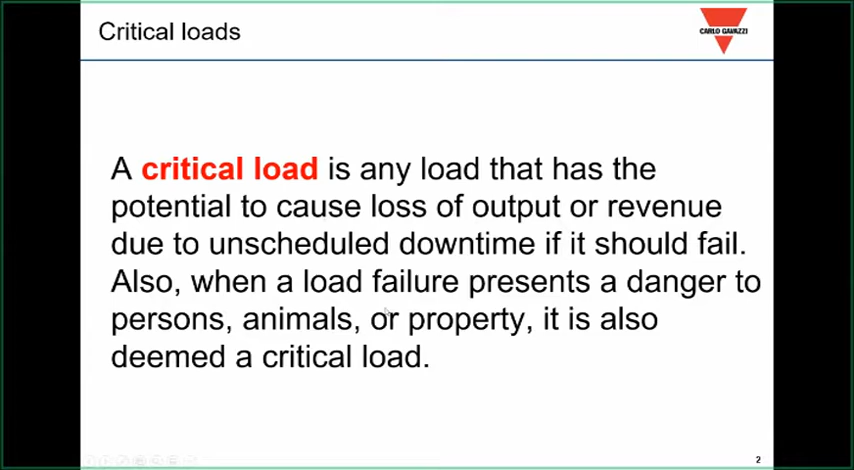 Critical loads
CARLO GAVAZZI
A critical load is any load that has the
potential to cause loss of output or revenue
due to unscheduled downtime if it should fail.
Also, when a load failure presents a danger to
persons, animals, or property, it is also
deemed a critical load.
2